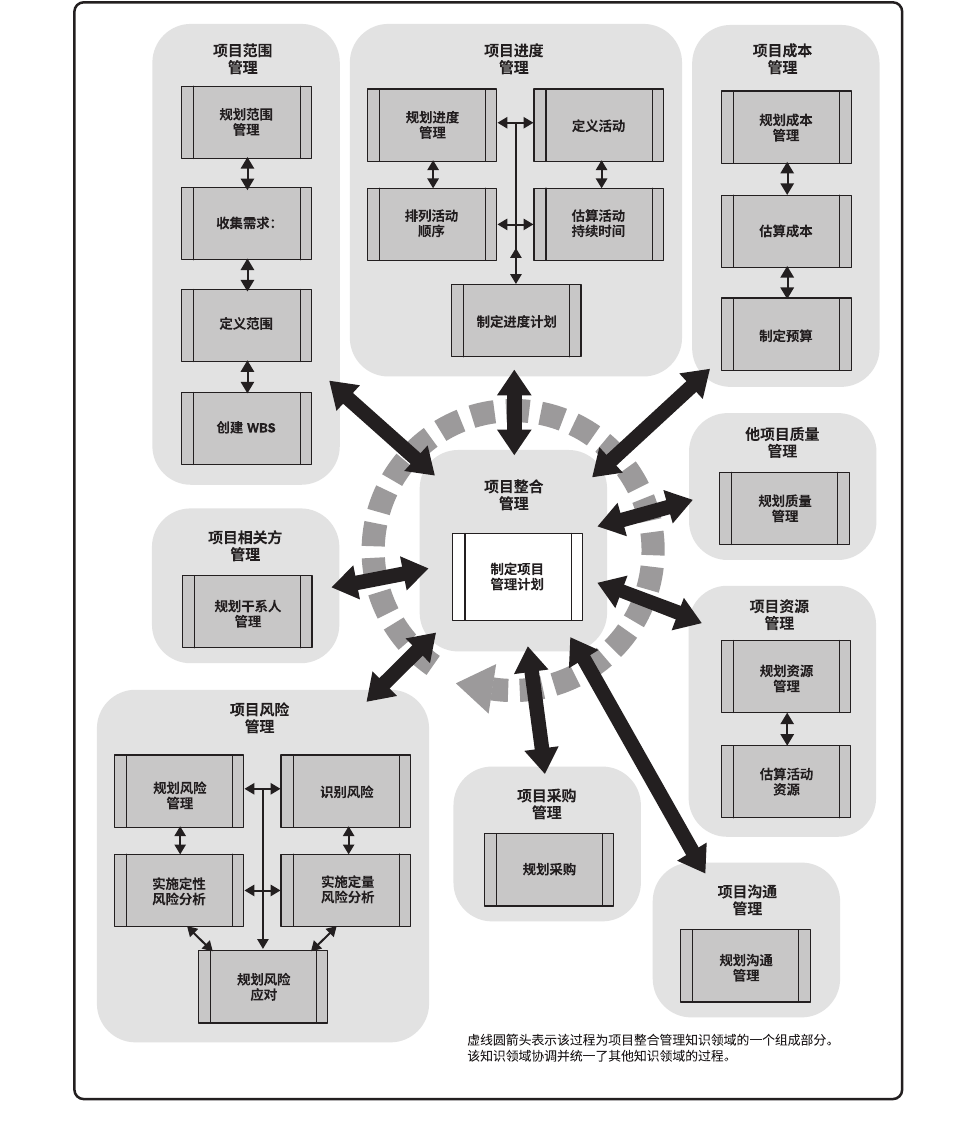 项目范围
管理
规划范围
管理
收集需求：
定义范围
创建 WBS
项目进度
管理
规划进度
管理
定义活动
排列活动
顺序
估算活动
持续时间
制定进度计划
项目成本
管理
规划成本
管理
估算成本
制定预算
他项目质量
管理
规划质量
管理
项目整合
管理
制定项目
管理计划
项目相关方
管理
规划干系人
管理
项目资源
管理
规划资源
管理
估算活动
资源
项目风险
管理
规划风险
管理
识别风险
实施定性
风险分析
实施定量
风险分析
规划风险
应对
项目采购
管理
规划采购
项目沟通
管理
规划沟通
管理
虚线圆箭头表示该过程为项目整合管理知识领域的一个组成部分。
该知识领域协调并统一了其他知识领域的过程。